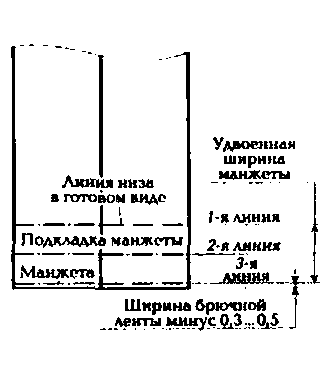 Удвоенная
ширина
манжеты
Линия низа
в готовом виде
1-я линия
Подкладка манжеты
2-я линия
Манжета
3-я
линия
Ширина брючной
ленты минус 0,3...0,5